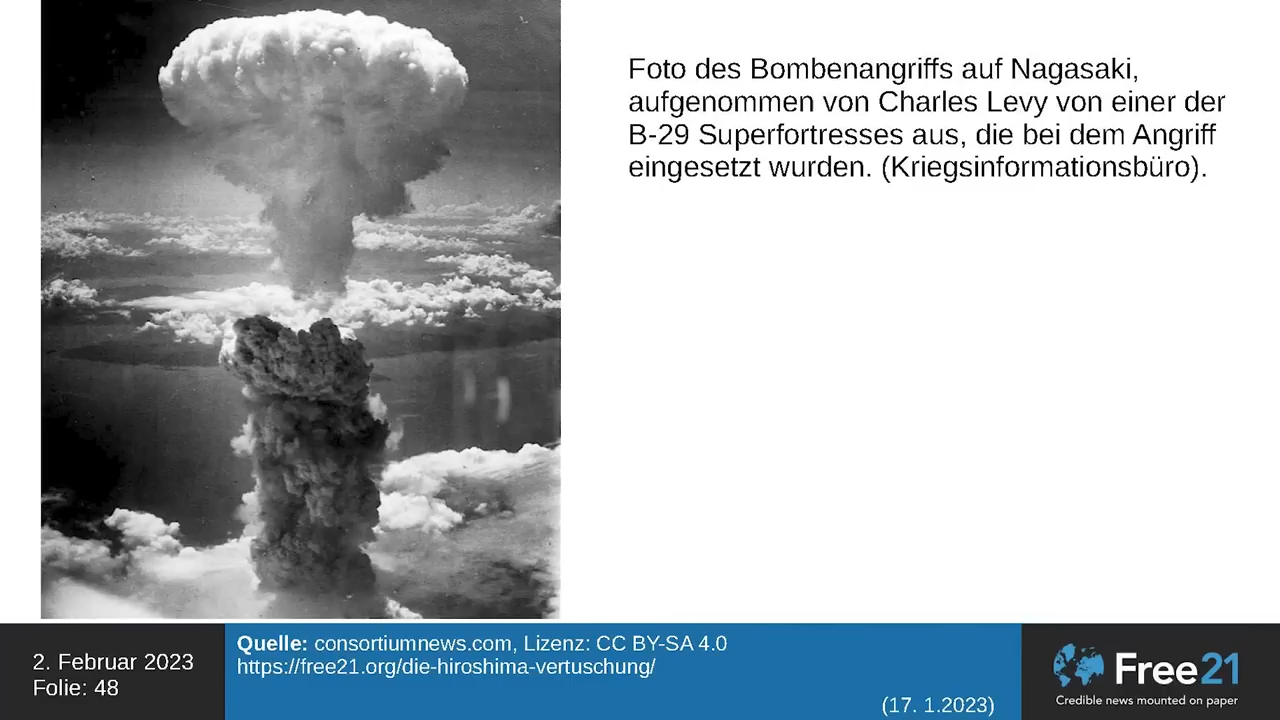 Foto des Bombenangriffs auf Nagasaki,
aufgenommen von Charles Levy von einer der
B-29 Superfortresses aus, die bei dem Angriff
eingesetzt wurden. (Kriegsinformationsbüro).
2. Februar 2023
Folie: 48
Quelle: consortiumnews.com, Lizenz: CC BY-SA 4.0
https://free21.org/die-hiroshima-vertuschung/
(17. 1.2023)
Free21
Credible news mounted on paper